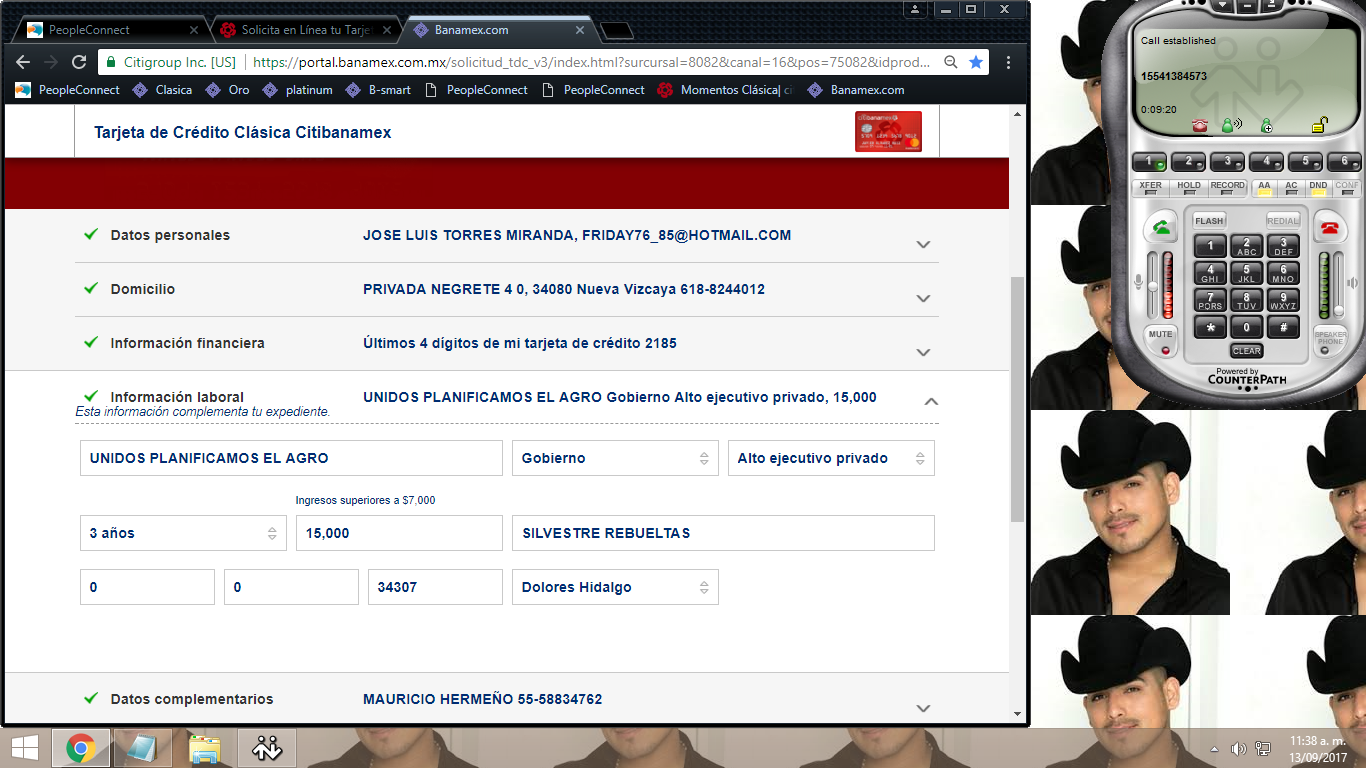 PeopleConnect
Solicita en Línea tu Tarje
Banamex.com
Citigroup Inc. [US]
https://portal.banamex.com.mx/solicitud_tdc_v3/index.html?surcursal=8082&canal=16&pos=75082&idprod...
PeopleConnect Clasica Oro platinum B-smart PeopleConnect PeopleConnect Momentos Clásica| ci Banamex.com
Tarjeta de Crédito Clásica Citibanamex
citibanamex
Datos personales JOSE LUIS TORRES MIRANDA, FRIDAY76_85@HOTMAIL.COM
Domicilio PRIVADA NEGRETE 4 0, 34080 Nueva Vizcaya 618-8244012
Información financiera Últimos 4 dígitos de mi tarjeta de crédito 2185
Información laboral UNIDOS PLANIFICAMOS EL AGRO Gobierno Alto ejecutivo privado, 15,000
Esta información complementa tu expediente.
UNIDOS PLANIFICAMOS EL AGRO Gobierno Alto ejecutivo privado
Ingresos superiores a $7,000
3 años 15,000 SILVESTRE REBUELTAS
0 0 34307 Dolores Hidalgo
Datos complementarios MAURICIO HERMEÑO 55-58834762
Call established
15541384573
0:09:20
1 2 3 4 5 6
XFER HOLD RECORD AA AC DND CONF
FLASH REDIAL
1 2 ABC 3 DEF
4 GHI 5 JKL 6 MNO
7 PQRS 8 TUV 9 WXYZ
* 0 #
MUTE
SPEAKER PHONE
CLEAR
Powered by
COUNTERPATH
11:38 a. m.
13/09/2017